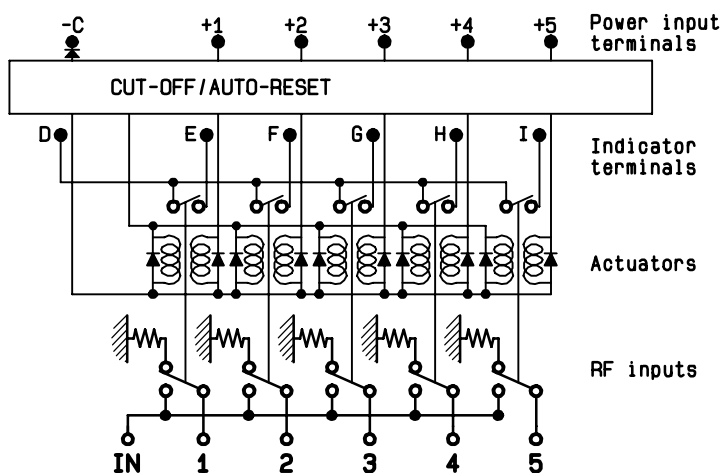 -C +1 +2 +3 +4 +5 Power input
terminals
CUT-OFF/AUTO-RESET
D E F G H I Indicator
terminals
Actuators
RF inputs
IN 1 2 3 4 5